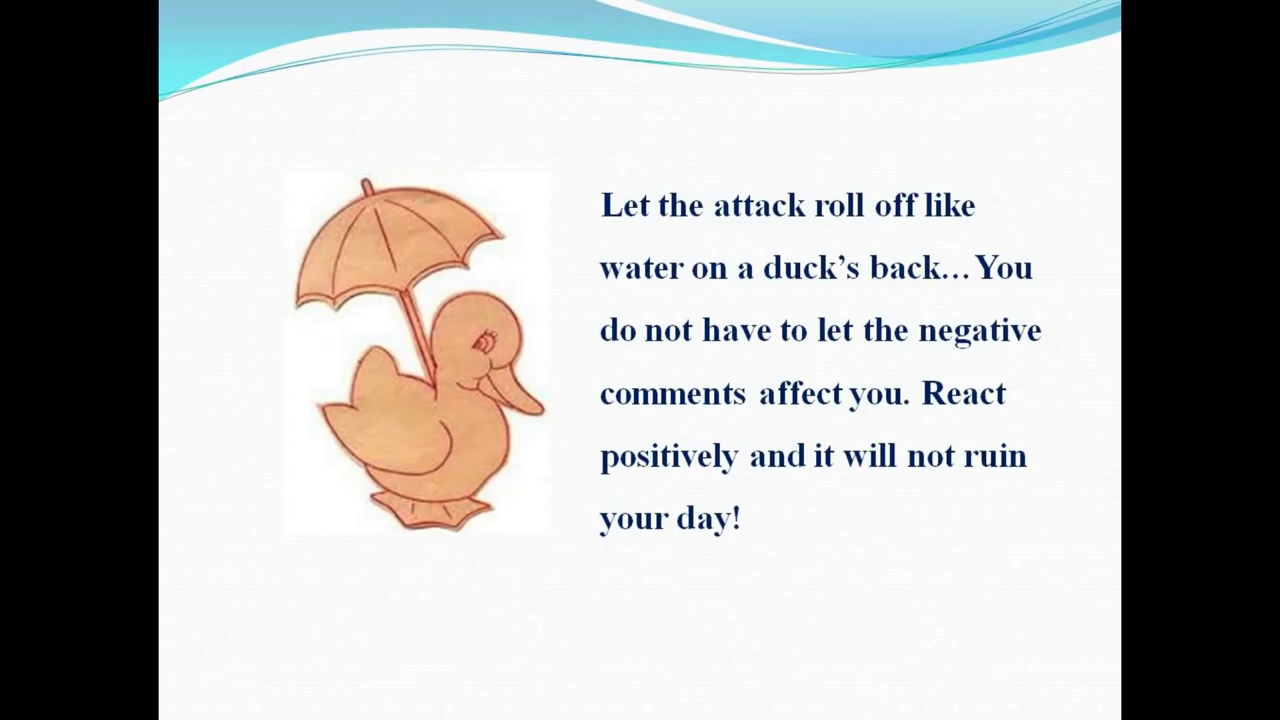 Let the attack roll off like
water on a duck’s back… You
do not have to let the negative
comments affect you. React
positively and it will not ruin
your day!